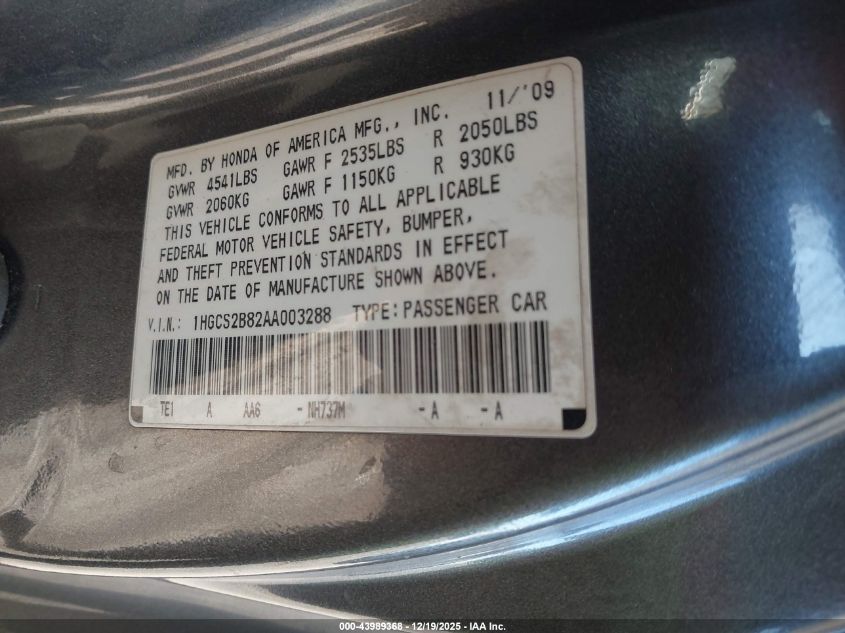 MFD. BY HONDA OF AMERICA MFG., INC. 11/'09
GVWR 4541LBS GAWR F 2535LBS R 2050LBS
GVWR 2060KG GAWR F 1150KG R 930KG
THIS VEHICLE CONFORMS TO ALL APPLICABLE
FEDERAL MOTOR VEHICLE SAFETY, BUMPER,
AND THEFT PREVENTION STANDARDS IN EFFECT
ON THE DATE OF MANUFACTURE SHOWN ABOVE.
V.I.N.: 1HGCS2B82AA003288 TYPE:PASSENGER CAR
TE1 A AA6 - NH737M - A - A
000-43989368 | 12/19/2025 - IAA Inc.